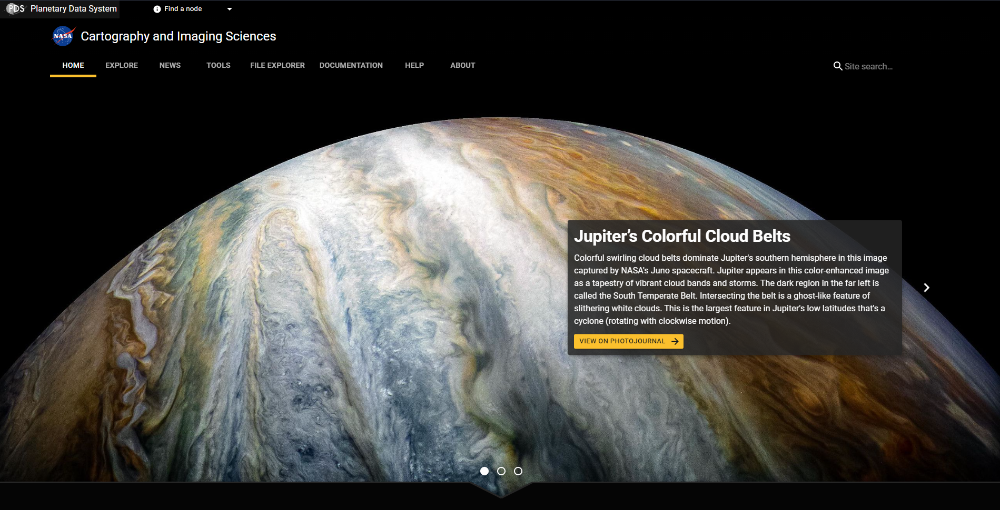 PDS Planetary Data System Find a node
NASA Cartography and Imaging Sciences
HOME EXPLORE NEWS TOOLS FILE EXPLORER DOCUMENTATION HELP ABOUT Site search...
Jupiter’s Colorful Cloud Belts
Colorful swirling cloud belts dominate Jupiter's southern hemisphere in this image
captured by NASA's Juno spacecraft. Jupiter appears in this color-enhanced image
as a tapestry of vibrant cloud bands and storms. The dark region in the far left is
called the South Temperate Belt. Intersecting the belt is a ghost-like feature of
slithering white clouds. This is the largest feature in Jupiter's low latitudes that's a
cyclone (rotating with clockwise motion).
VIEW ON PHOTOJOURNAL